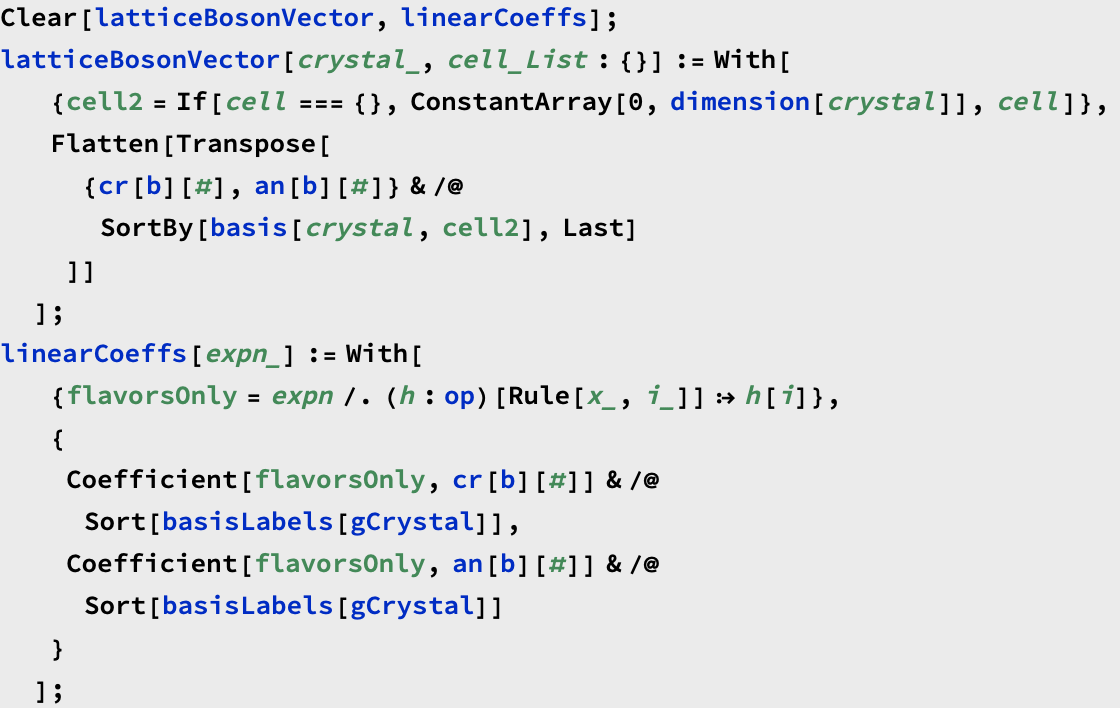 Clear[latticeBosonVector, linearCoeffs];
latticeBosonVector[crystal_, cell_List : {}] := With[
{cell2 = If[cell === {}, ConstantArray[0, dimension[crystal]], cell]},
Flatten[Transpose[
{cr[b][#], an[b][#]} & /@
SortBy[basis[crystal, cell2], Last]
]]
];
linearCoeffs[expn_] := With[
{flavorsOnly = expn /. (h : op)[Rule[x_, i_]] :→ h[i]},
{
Coefficient[flavorsOnly, cr[b][#]] & /@
Sort[basisLabels[gCrystal]],
Coefficient[flavorsOnly, an[b][#]] & /@
Sort[basisLabels[gCrystal]]
}
];